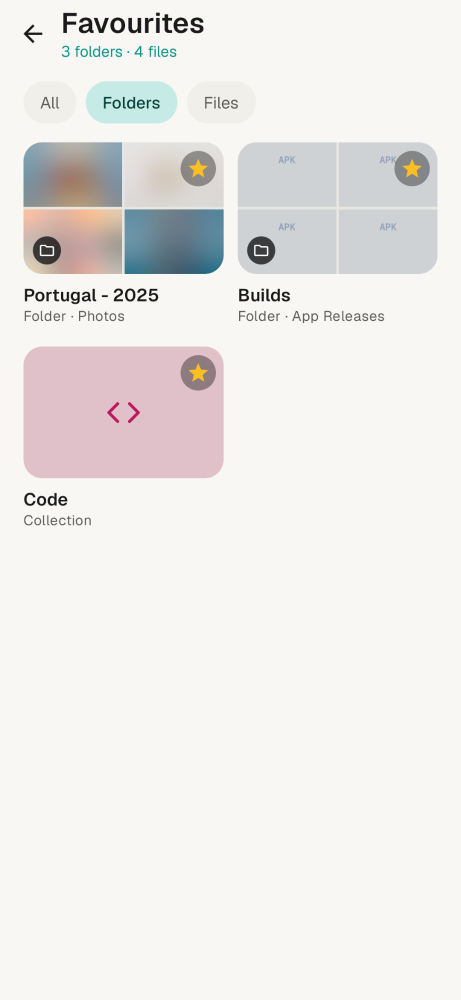 Favourites
3 folders · 4 files
All
Folders
Files
APK
APK
APK
APK
Portugal - 2025
Folder · Photos
Builds
Folder · App Releases
Code
Collection